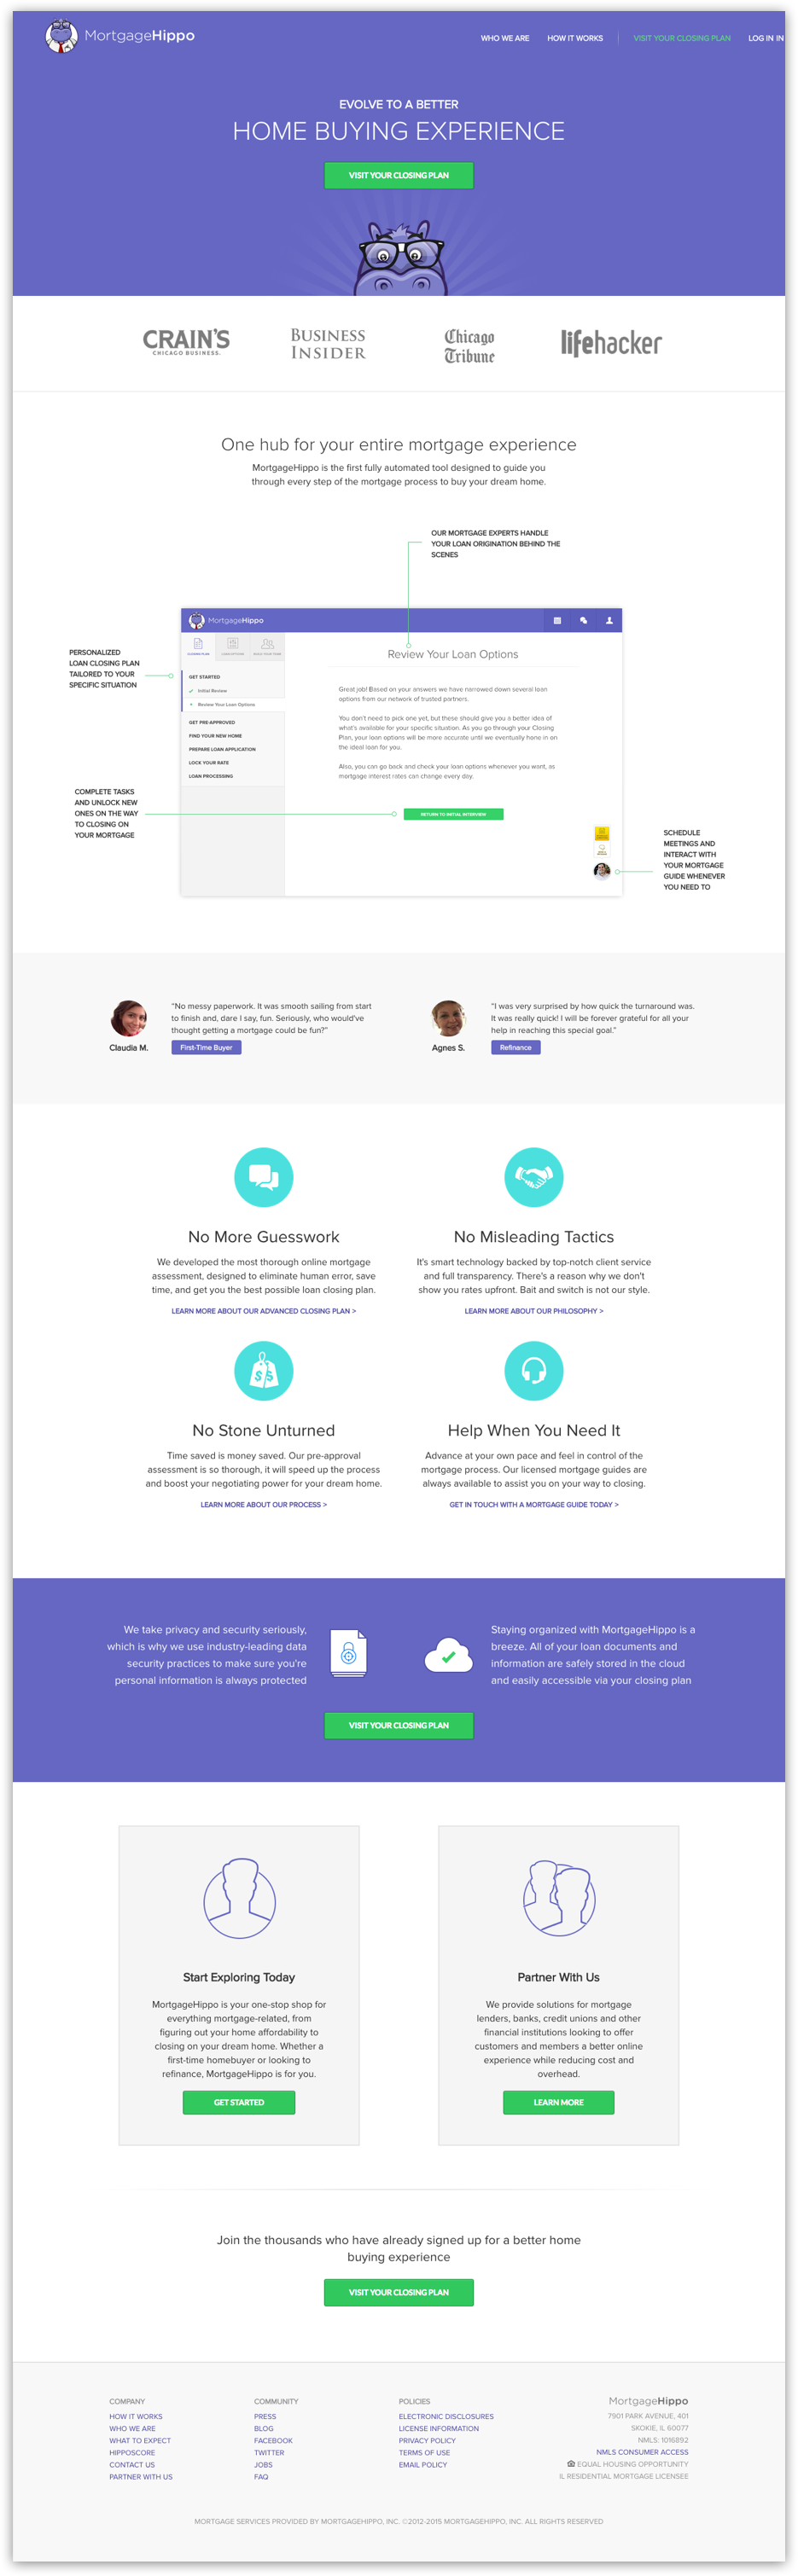 MortgageHippo
WHO WE ARE
HOW IT WORKS
VISIT YOUR CLOSING PLAN
LOG IN IN
EVOLVE TO A BETTER
HOME BUYING EXPERIENCE
VISIT YOUR CLOSING PLAN
CRAIN'S
CHICAGO BUSINESS.
BUSINESS
INSIDER
Chicago
Tribune
lifehacker
One hub for your entire mortgage experience
MortgageHippo is the first fully automated tool designed to guide you
through every step of the mortgage process to buy your dream home.
OUR MORTGAGE EXPERTS HANDLE
YOUR LOAN ORIGINATION BEHIND THE
SCENES
PERSONALIZED
LOAN CLOSING PLAN
TAILORED TO YOUR
SPECIFIC SITUATION
COMPLETE TASKS
AND UNLOCK NEW
ONES ON THE WAY
TO CLOSING ON
YOUR MORTGAGE
MortgageHippo
CLOSING PLAN
LOAN OPTIONS
BUILD YOUR TEAM
GET STARTED
Initial Review
Review Your Loan Options
GET PRE-APPROVED
FIND YOUR NEW HOME
PREPARE LOAN APPLICATION
LOCK YOUR RATE
LOAN PROCESSING
Review Your Loan Options
Great job! Based on your answers we have narrowed down several loan
options from our network of trusted partners.
You don't need to pick one yet, but these should give you a better idea of
what's available for your specific situation. As you go through your Closing
Plan, your loan options will be more accurate until we eventually hone in on
the ideal loan for you.
Also, you can go back and check your loan options whenever you want, as
mortgage interest rates can change every day.
RETURN TO INITIAL INTERVIEW
SCHEDULE
MEETINGS AND
INTERACT WITH
YOUR MORTGAGE
GUIDE WHENEVER
YOU NEED TO
"No messy paperwork. It was smooth sailing from start
to finish and, dare I say, fun. Seriously, who would've
thought getting a mortgage could be fun?"
Claudia M.
First-Time Buyer
"I was very surprised by how quick the turnaround was.
It was really quick! I will be forever grateful for all your
help in reaching this special goal."
Agnes S.
Refinance
No More Guesswork
We developed the most thorough online mortgage
assessment, designed to eliminate human error, save
time, and get you the best possible loan closing plan.
LEARN MORE ABOUT OUR ADVANCED CLOSING PLAN >
No Misleading Tactics
It's smart technology backed by top-notch client service
and full transparency. There's a reason why we don't
show you rates upfront. Bait and switch is not our style.
LEARN MORE ABOUT OUR PHILOSOPHY >
$ $
No Stone Unturned
Time saved is money saved. Our pre-approval
assessment is so thorough, it will speed up the process
and boost your negotiating power for your dream home.
LEARN MORE ABOUT OUR PROCESS >
Help When You Need It
Advance at your own pace and feel in control of the
mortgage process. Our licensed mortgage guides are
always available to assist you on your way to closing.
GET IN TOUCH WITH A MORTGAGE GUIDE TODAY >
We take privacy and security seriously,
which is why we use industry-leading data
security practices to make sure you're
personal information is always protected
Staying organized with MortgageHippo is a
breeze. All of your loan documents and
information are safely stored in the cloud
and easily accessible via your closing plan
VISIT YOUR CLOSING PLAN
Start Exploring Today
MortgageHippo is your one-stop shop for
everything mortgage-related, from
figuring out your home affordability to
closing on your dream home. Whether a
first-time homebuyer or looking to
refinance, MortgageHippo is for you.
GET STARTED
Partner With Us
We provide solutions for mortgage
lenders, banks, credit unions and other
financial institutions looking to offer
customers and members a better online
experience while reducing cost and
overhead.
LEARN MORE
Join the thousands who have already signed up for a better home
buying experience
VISIT YOUR CLOSING PLAN
COMPANY
HOW IT WORKS
WHO WE ARE
WHAT TO EXPECT
HIPPOSCORE
CONTACT US
PARTNER WITH US
COMMUNITY
PRESS
BLOG
FACEBOOK
TWITTER
JOBS
FAQ
POLICIES
ELECTRONIC DISCLOSURES
LICENSE INFORMATION
PRIVACY POLICY
TERMS OF USE
EMAIL POLICY
MortgageHippo
7901 PARK AVENUE, 401
SKOKIE, IL 60077
NMLS: 1016892
NMLS CONSUMER ACCESS
EQUAL HOUSING OPPORTUNITY
IL RESIDENTIAL MORTGAGE LICENSEE
MORTGAGE SERVICES PROVIDED BY MORTGAGEHIPPO, INC. ©2012-2015 MORTGAGEHIPPO, INC. ALL RIGHTS RESERVED